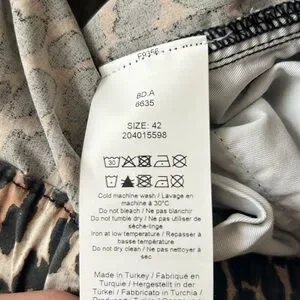 BD.A
6635
SIZE: 42
204015598
Cold machine wash / Lavage en
machine à 30°C
Do not bleach / Ne pas blanchir
Do not tumble dry / Ne pas utiliser de
sèche-linge
Iron at low temperature / Repasser à
basse température
Do not dry clean / Ne pas nettoyer à
sec
Made in Turkey / Fabriqué en
Turquie / Hergestellt in der
Türkei / Fabbricato in Turchia